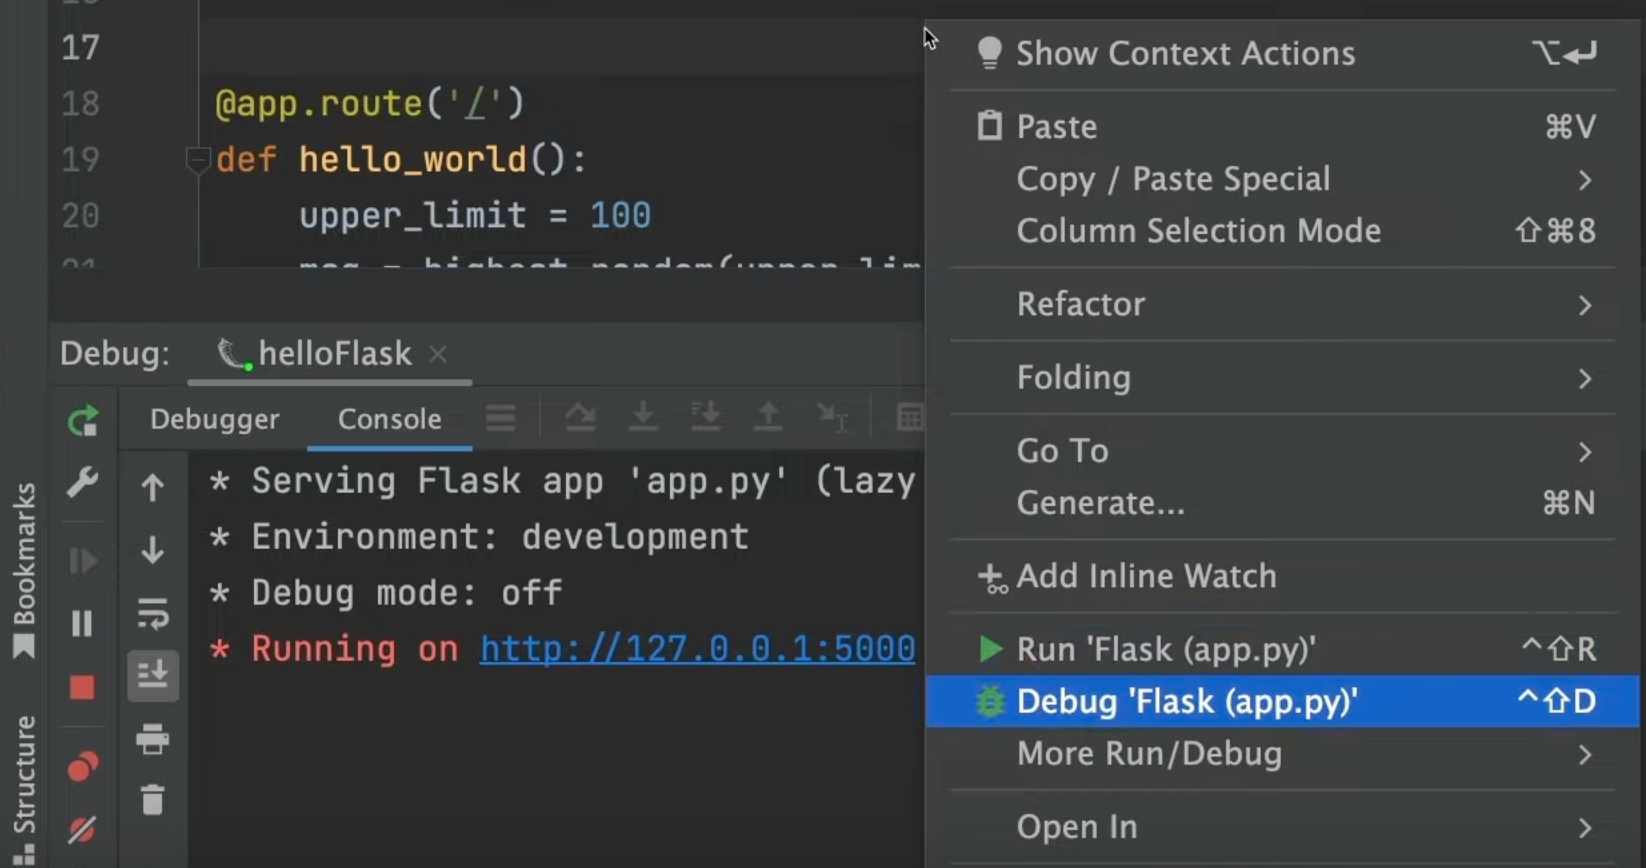 17
18 @app.route('/')
19 def hello_world():
20 upper_limit = 100
Debug: helloFlask
Debugger Console
* Serving Flask app 'app.py' (lazy
* Environment: development
* Debug mode: off
* Running on http://127.0.0.1:5000
Bookmarks
Structure
Show Context Actions ⌥↩
Paste ⌘V
Copy / Paste Special
Column Selection Mode ⇧⌘8
Refactor
Folding
Go To
Generate... ⌘N
Add Inline Watch
Run 'Flask (app.py)' ^⇧R
Debug 'Flask (app.py)' ^⇧D
More Run/Debug
Open In